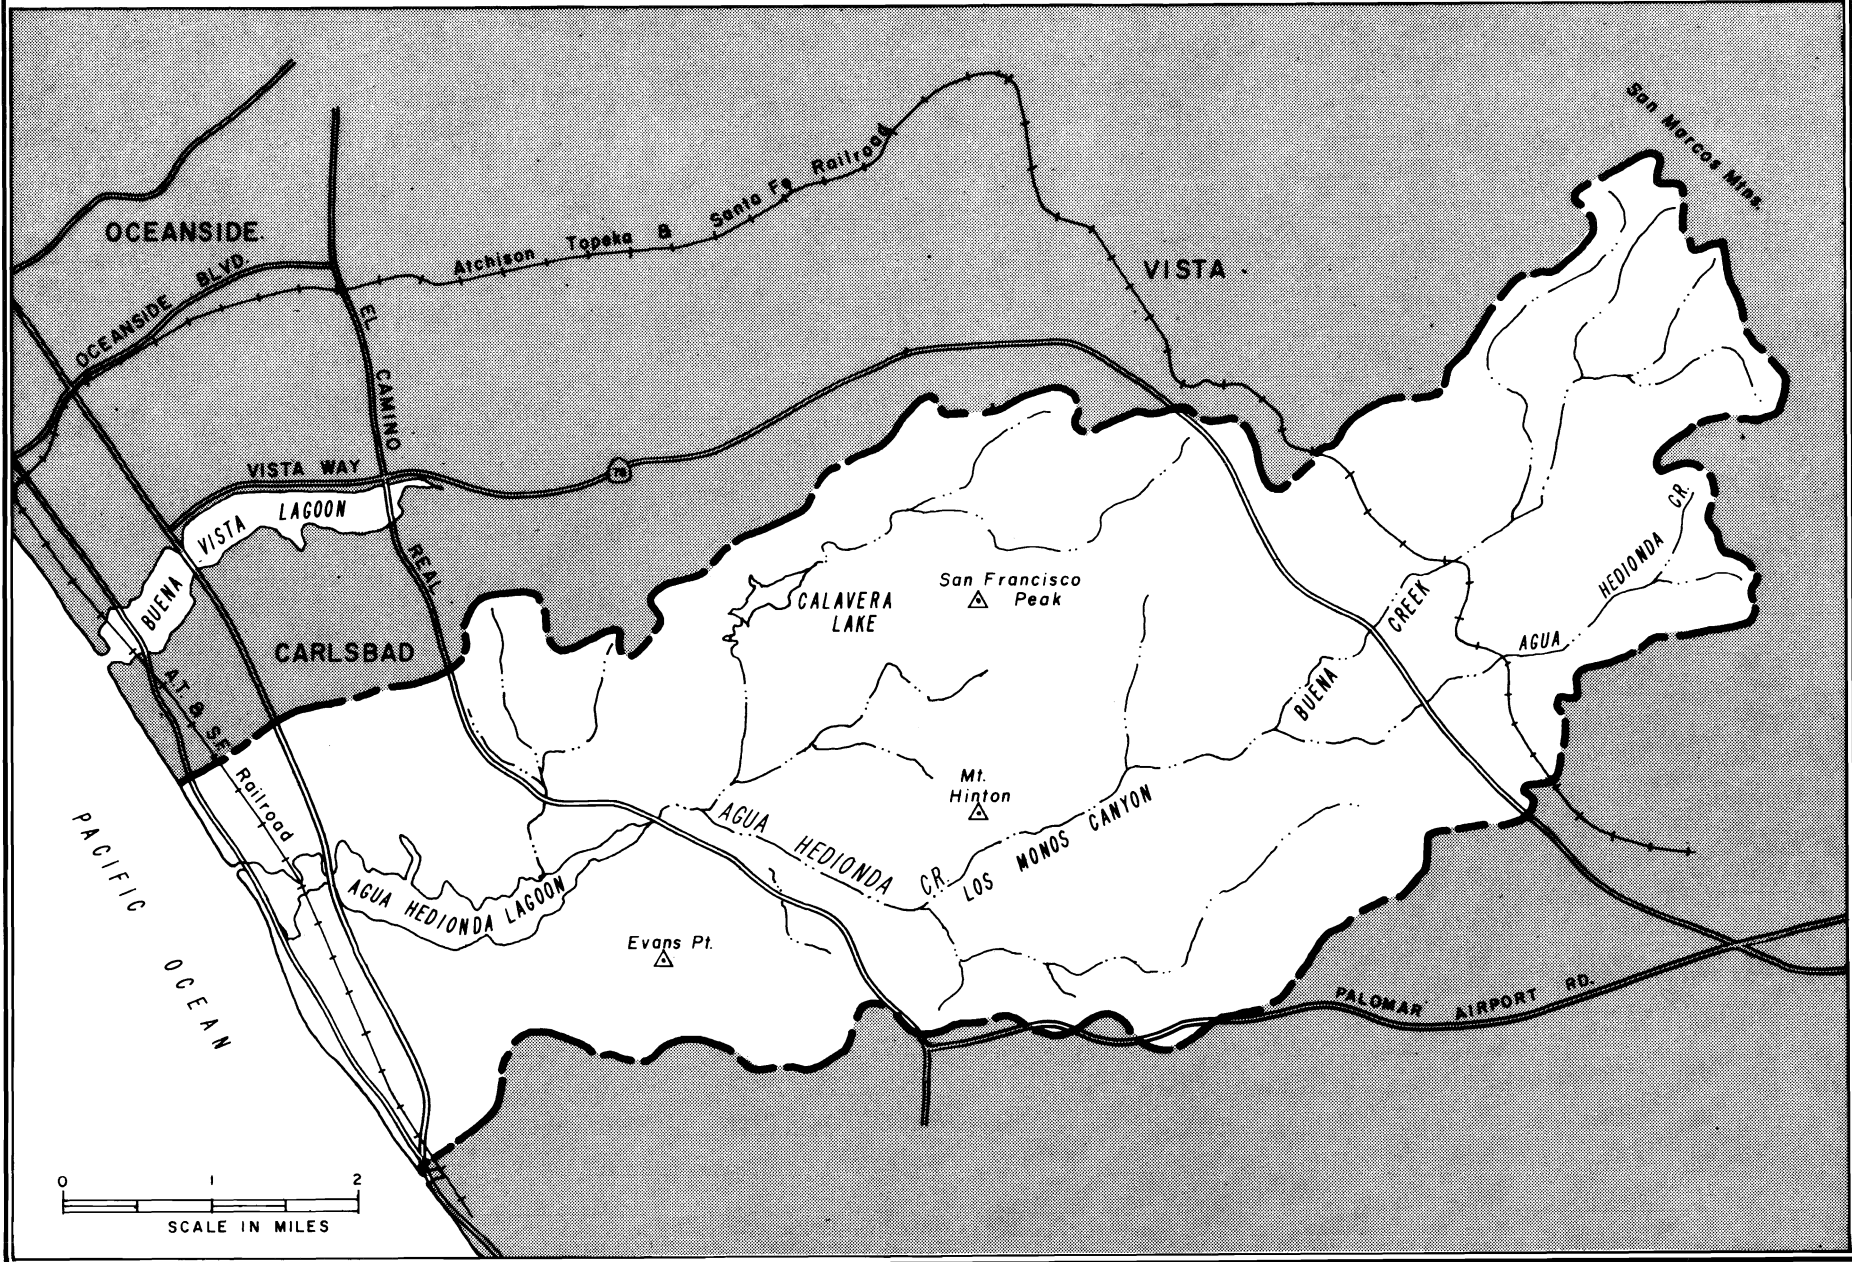 San Marcos Mtns.
OCEANSIDE
Atchison Topeka & Santa Fe Railroad
VISTA
OCEANSIDE BLVD.
EL CAMINO REAL
VISTA WAY
78
BUENA VISTA LAGOON
AGUA HEDIONDA CR.
San Francisco
Peak
CALAVERA
LAKE
BUENA CREEK
CARLSBAD
A.T. & S.F. Railroad
Mt.
Hinton
AGUA HEDIONDA CR.
LOS MONOS CANYON
AGUA HEDIONDA LAGOON
PACIFIC OCEAN
Evans Pt.
PALOMAR AIRPORT RD.
0 1 2
SCALE IN MILES